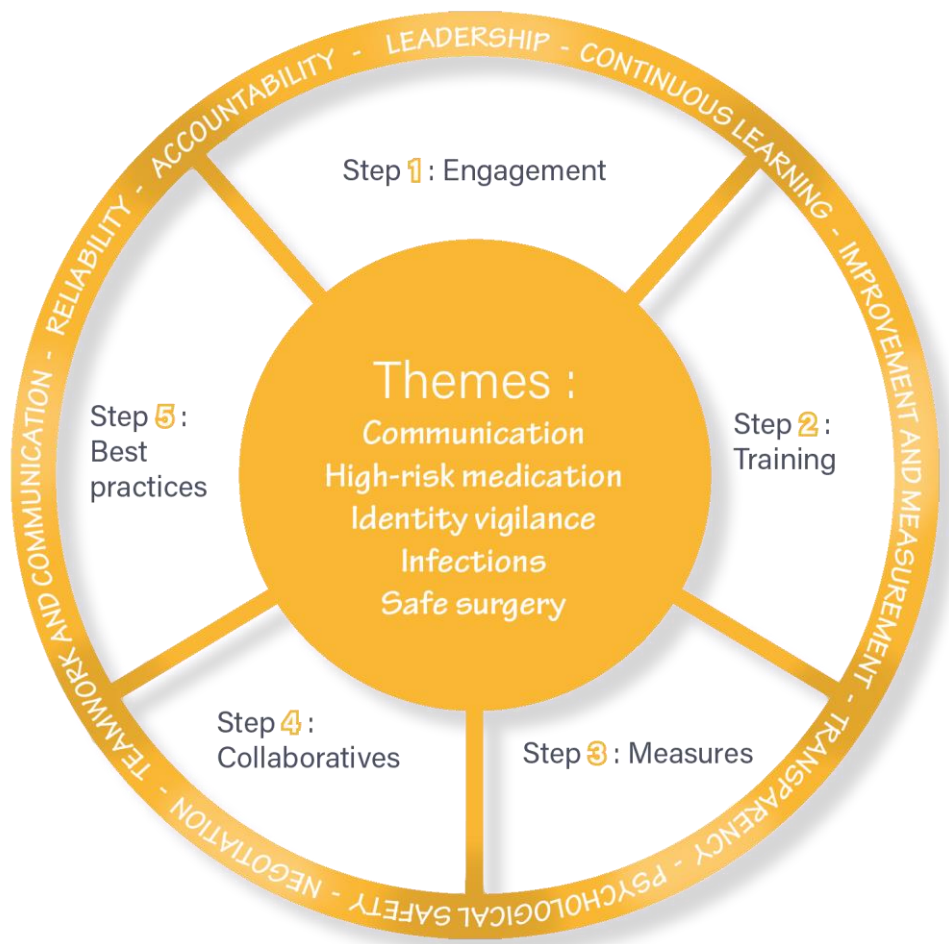 LEADERSHIP - CONTINUOUS LEARNING - IMPROVEMENT AND MEASUREMENT - TRANSPARENCY - PSYCHOLOGICAL SAFETY - NEGOTIATION - TEAMWORK AND COMMUNICATION - RELIABILITY - ACCOUNTABILITY -
Step 1 : Engagement
Step 2 :
Training
Step 3 : Measures
Step 4 :
Collaboratives
Step 5 :
Best
practices
Themes :
Communication
High-risk medication
Identity vigilance
Infections
Safe surgery